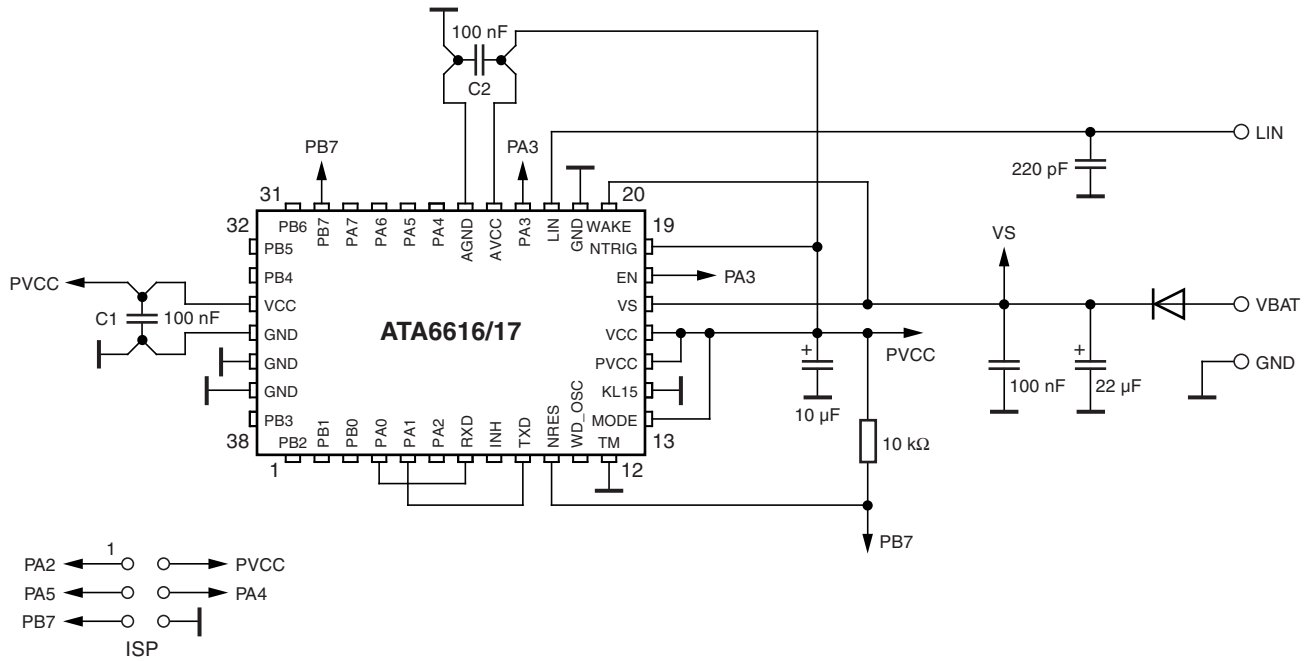 100 nF
C2
LIN
220 pF
PB7
PA3
31
20
32
19
38
13
1
12
PB6
PB7
PA7
PA6
PA5
PA4
AGND
AVCC
PA3
LIN
GND
WAKE
PB5
PB4
VCC
GND
GND
GND
PB3
NTRIG
EN
VS
VCC
PVCC
KL15
MODE
PB2
PB1
PB0
PA0
PA1
PA2
RXD
INH
TXD
NRES
WD_OSC
TM
ATA6616/17
PVCC
C1
100 nF
PA3
VS
VBAT
PVCC
+
10 µF
100 nF
+
22 µF
GND
10 kΩ
PB7
1
PA2
PVCC
PA5
PA4
PB7
ISP